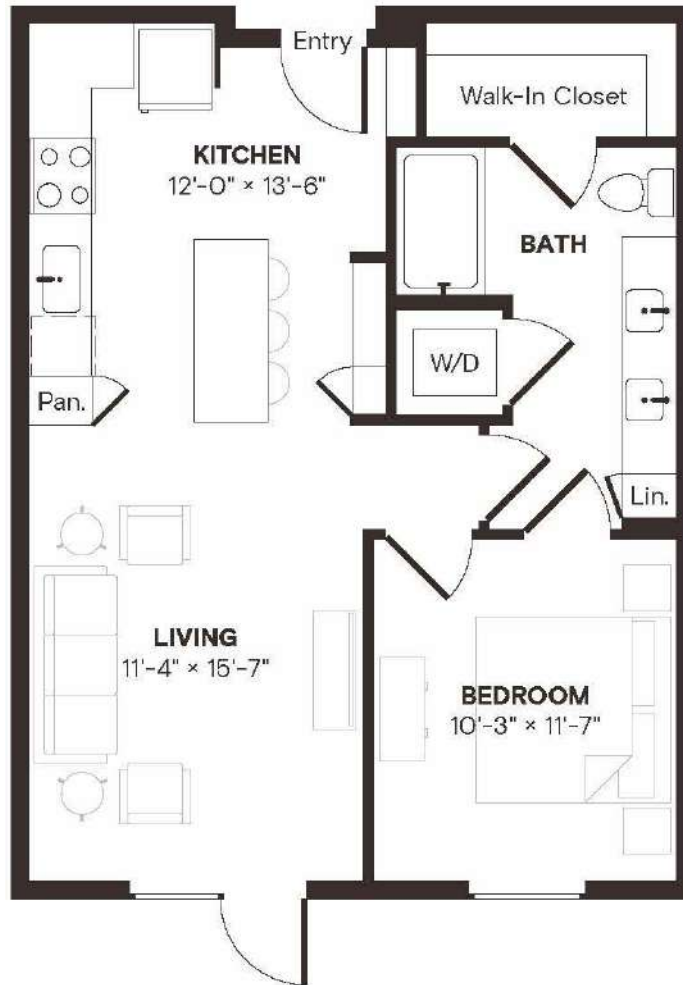 Entry
Walk-In Closet
KITCHEN
12'-0" × 13'-6"
BATH
W/D
Pan.
Lin.
LIVING
11'-4" × 15'-7"
BEDROOM
10'-3" × 11'-7"